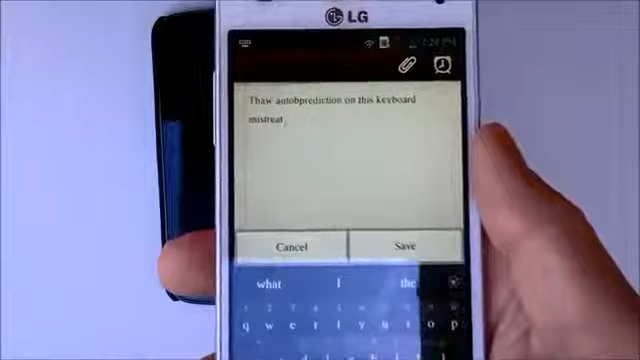 LG
Thaw autobprediction on this keyboard
mistreat
Cancel Save
what I the
q w e r t y u s o p